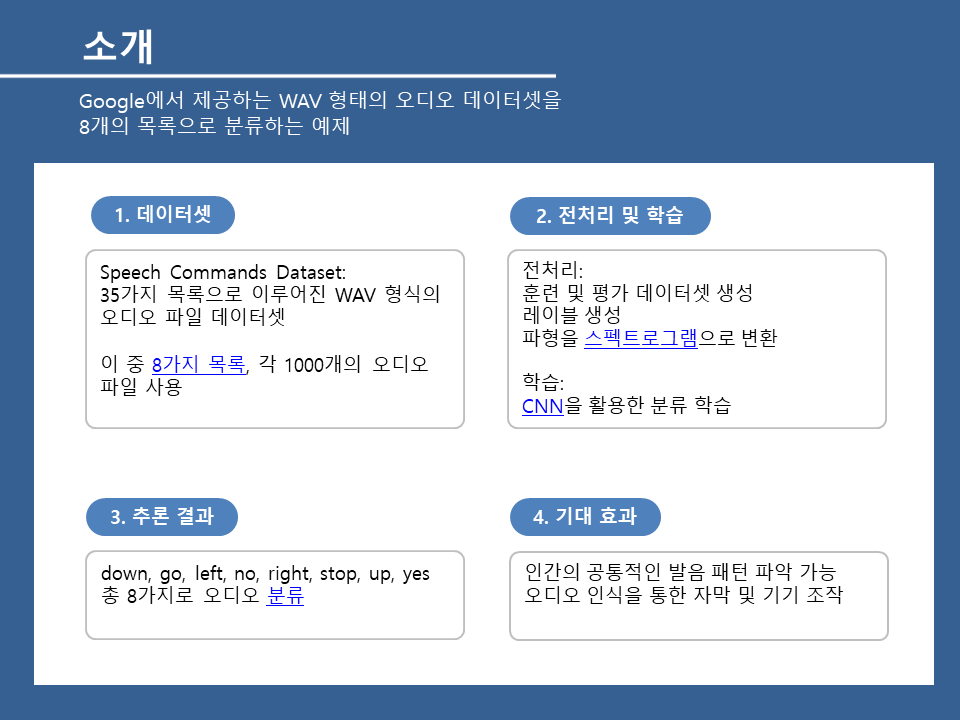 소개
Google에서 제공하는 WAV 형태의 오디오 데이터셋을
8개의 목록으로 분류하는 예제
1. 데이터셋
Speech Commands Dataset:
35가지 목록으로 이루어진 WAV 형식의
오디오 파일 데이터셋
이 중 8가지 목록, 각 1000개의 오디오
파일 사용
2. 전처리 및 학습
전처리:
훈련 및 평가 데이터셋 생성
레이블 생성
파형을 스펙트로그램으로 변환
학습:
CNN을 활용한 분류 학습
3. 추론 결과
down, go, left, no, right, stop, up, yes
총 8가지로 오디오 분류
4. 기대 효과
인간의 공통적인 발음 패턴 파악 가능
오디오 인식을 통한 자막 및 기기 조작